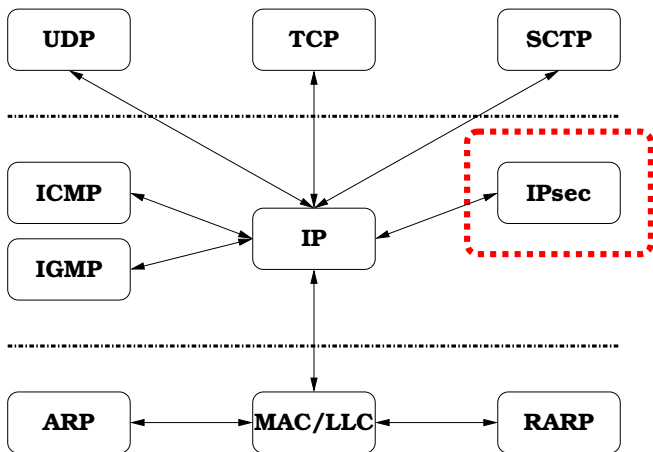 UDP
TCP
SCTP
ICMP
IPsec
IP
IGMP
ARP
MAC/LLC
RARP